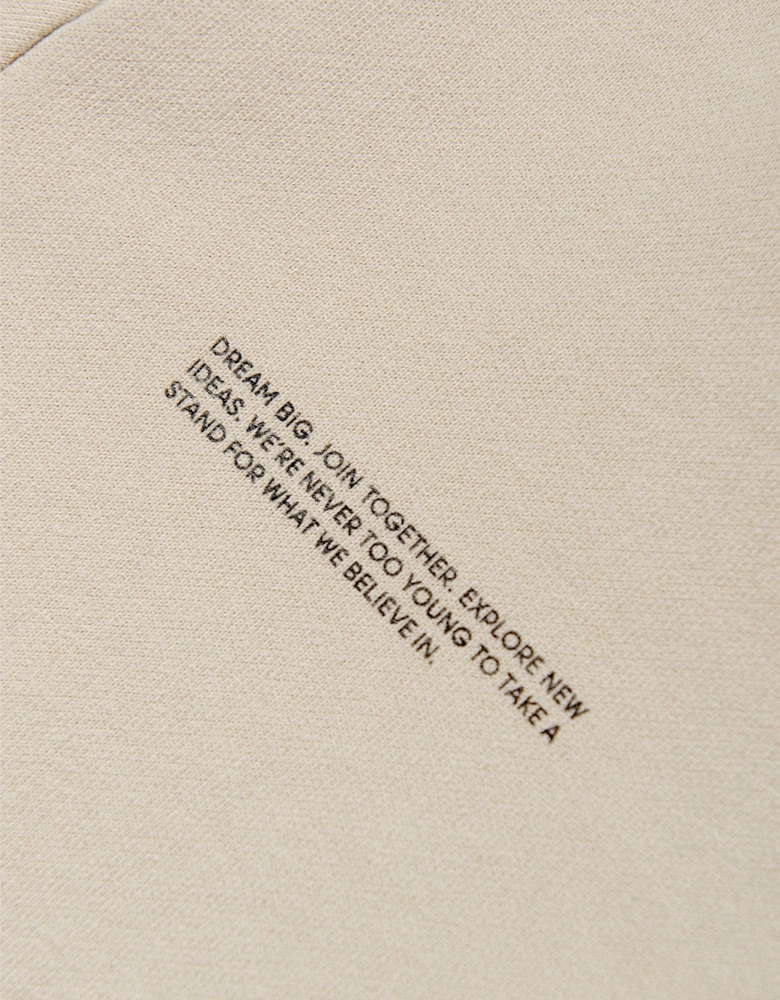 DREAM BIG. JOIN TOGETHER. EXPLORE NEW
IDEAS. WE'RE NEVER TOO YOUNG TO TAKE A
STAND FOR WHAT WE BELIEVE IN.